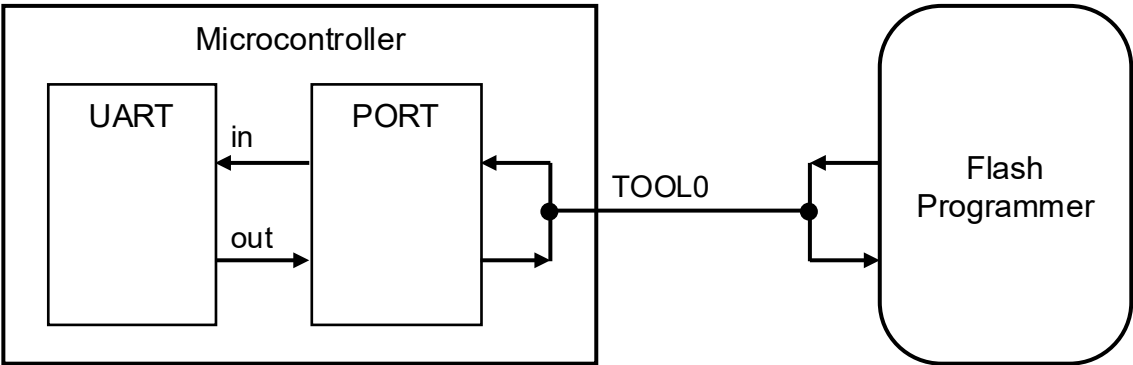 Microcontroller
UART
PORT
in
out
TOOL0
Flash
Programmer